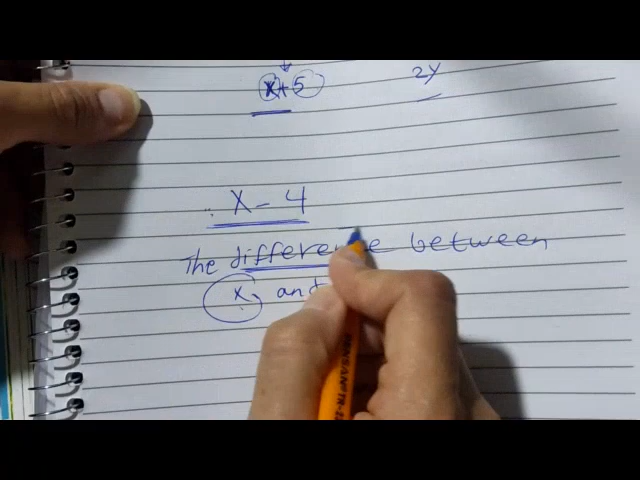 x+5
2y
x - 4
The difference between
x and